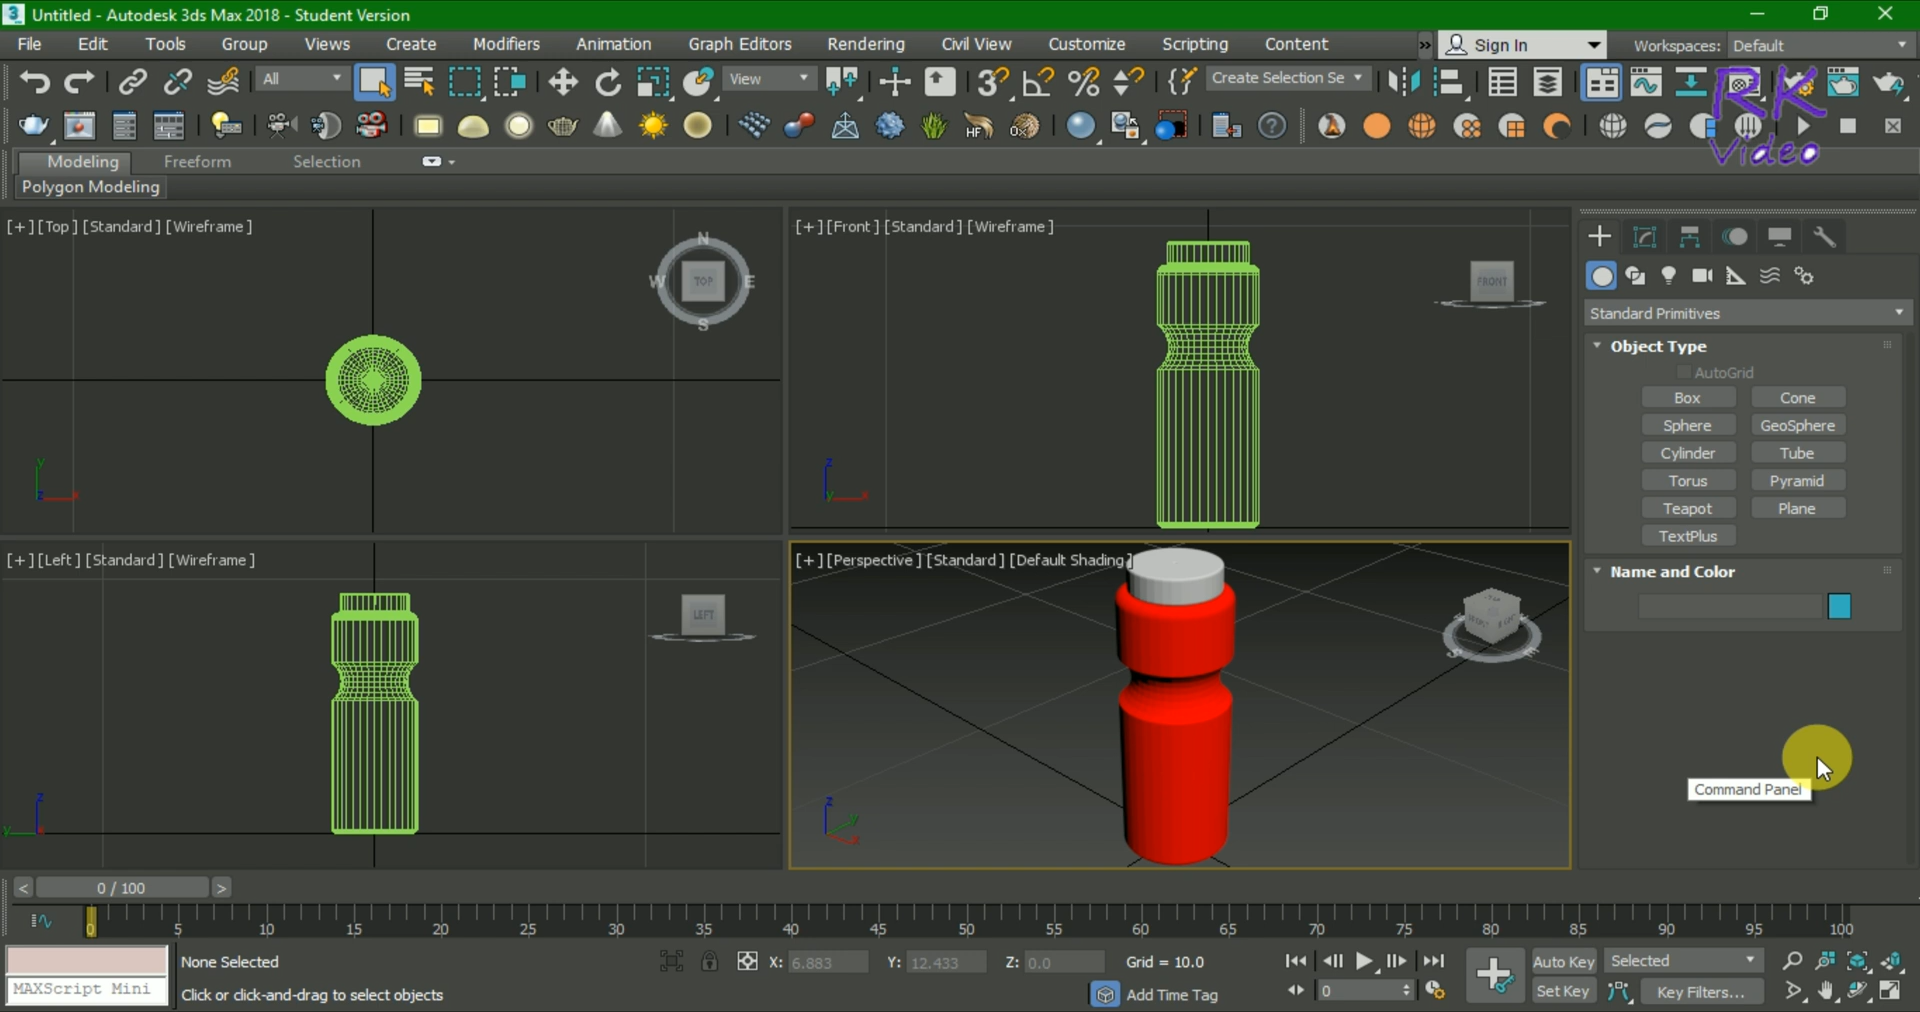 Untitled - Autodesk 3ds Max 2018 - Student Version
File Edit Tools Group Views Create Modifiers Animation Graph Editors Rendering Civil View Customize Scripting Content » Sign In Workspaces: Default
All View 3 Create Selection Se
HF
RK
Video
Modeling Freeform Selection
Polygon Modeling
[+] [Top ] [Standard ] [Wireframe ]
N
W TOP E
S
y
z x
[+] [Front ] [Standard ] [Wireframe ]
FRONT
z
y x
[+] [Left ] [Standard ] [Wireframe ]
LEFT
z
y
[+] [Perspective ] [Standard ] [Default Shading ]
z
y
x
Standard Primitives
Object Type
AutoGrid
Box Cone
Sphere GeoSphere
Cylinder Tube
Torus Pyramid
Teapot Plane
TextPlus
Name and Color
Command Panel
< 0 / 100 >
0 5 10 15 20 25 30 35 40 45 50 55 60 65 70 75 80 85 90 95 100
None Selected X: 6.883 Y: 12.433 Z: 0.0 Grid = 10.0 Auto Key Selected
MAXScript Mini Click or click-and-drag to select objects Add Time Tag 0 Set Key Key Filters...